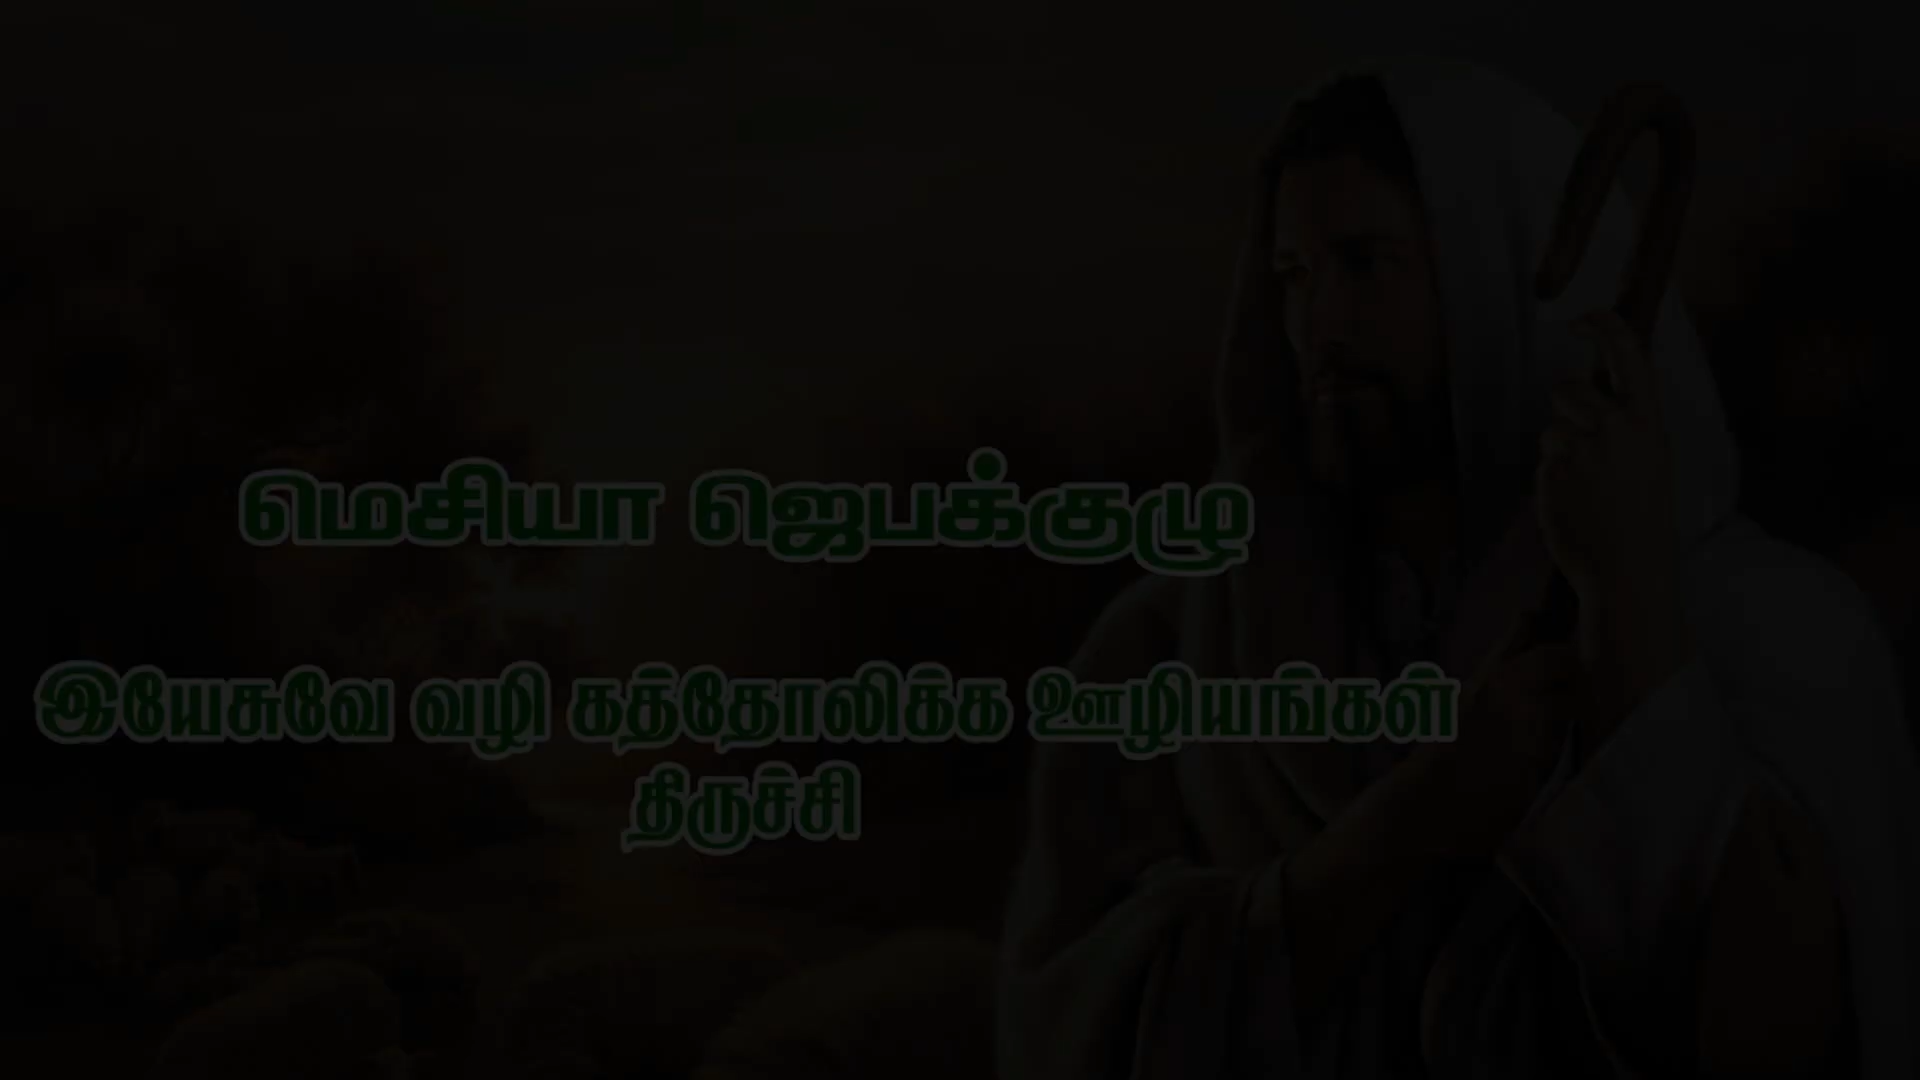 மெசியா ஜெபக்குழு
இயேசுவே வழி கத்தோலிக்க ஊழியங்கள்
திருச்சி